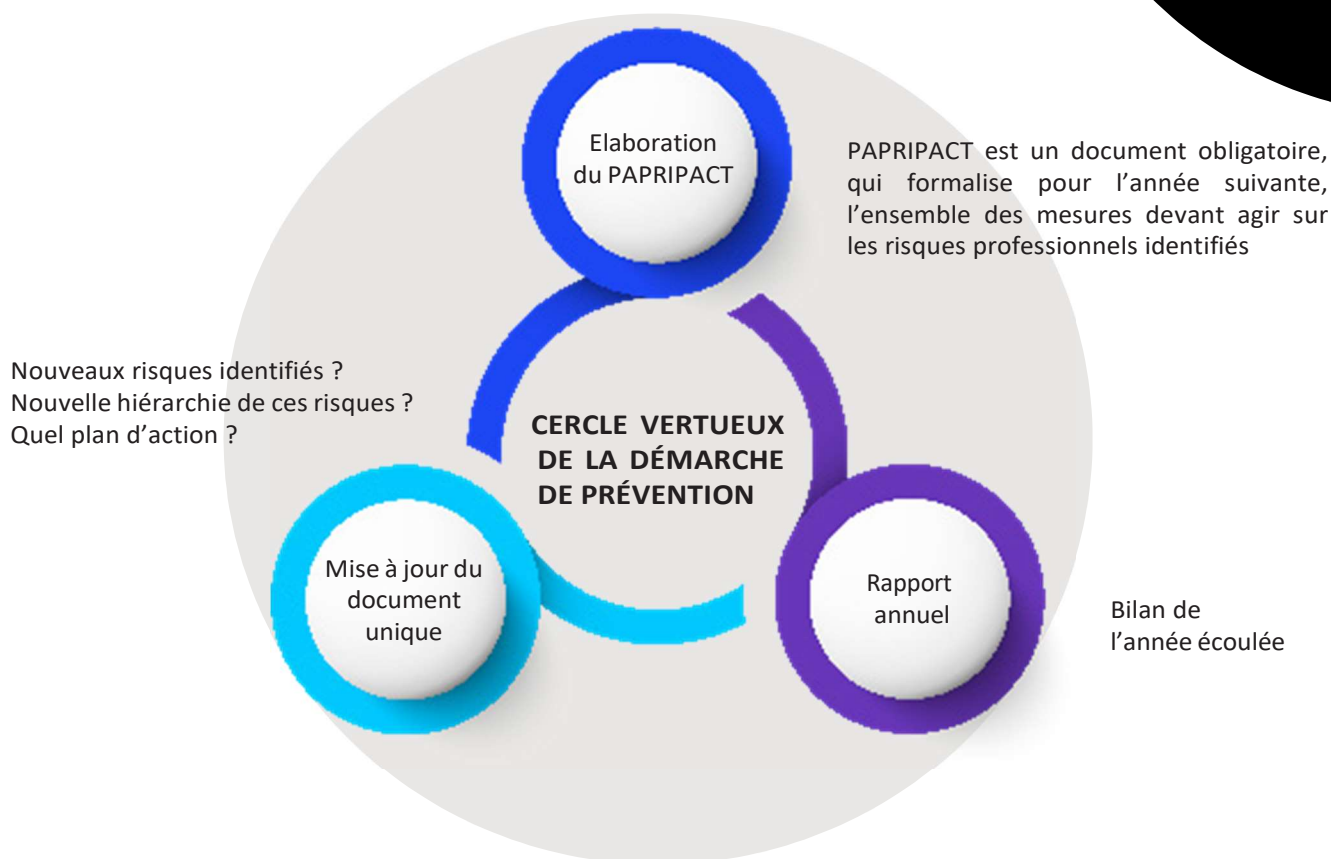 Elaboration
du PAPRIPACT
PAPRIPACT est un document obligatoire,
qui formalise pour l’année suivante,
l’ensemble des mesures devant agir sur
les risques professionnels identifiés
Nouveaux risques identifiés ?
Nouvelle hiérarchie de ces risques ?
Quel plan d’action ?
CERCLE VERTUEUX
DE LA DÉMARCHE
DE PRÉVENTION
Mise à jour du
document
unique
Rapport
annuel
Bilan de
l’année écoulée